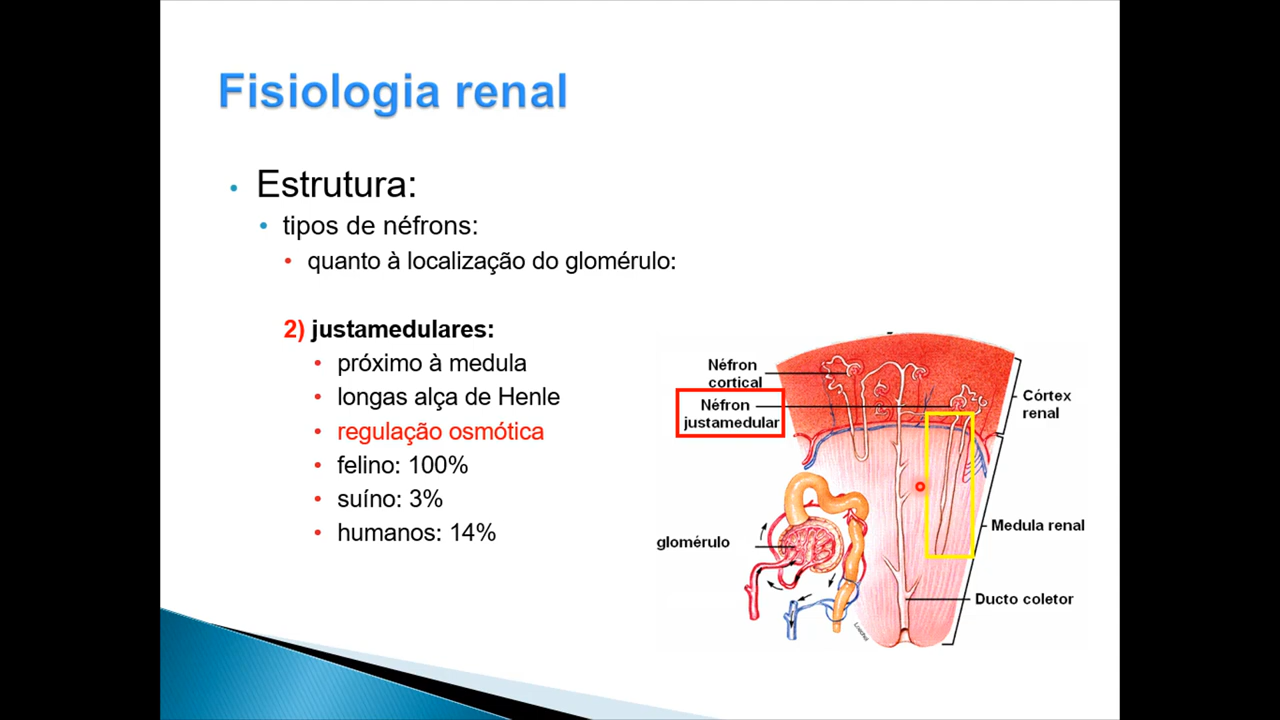 Fisiologia renal
• Estrutura:
• tipos de néfrons:
• quanto à localização do glomérulo:
2) justamedulares:
• próximo à medula
• longas alça de Henle
• regulação osmótica
• felino: 100%
• suíno: 3%
• humanos: 14%
Néfron
cortical
Néfron
justamedular
Córtex
renal
glomérulo
Medula renal
Ducto coletor